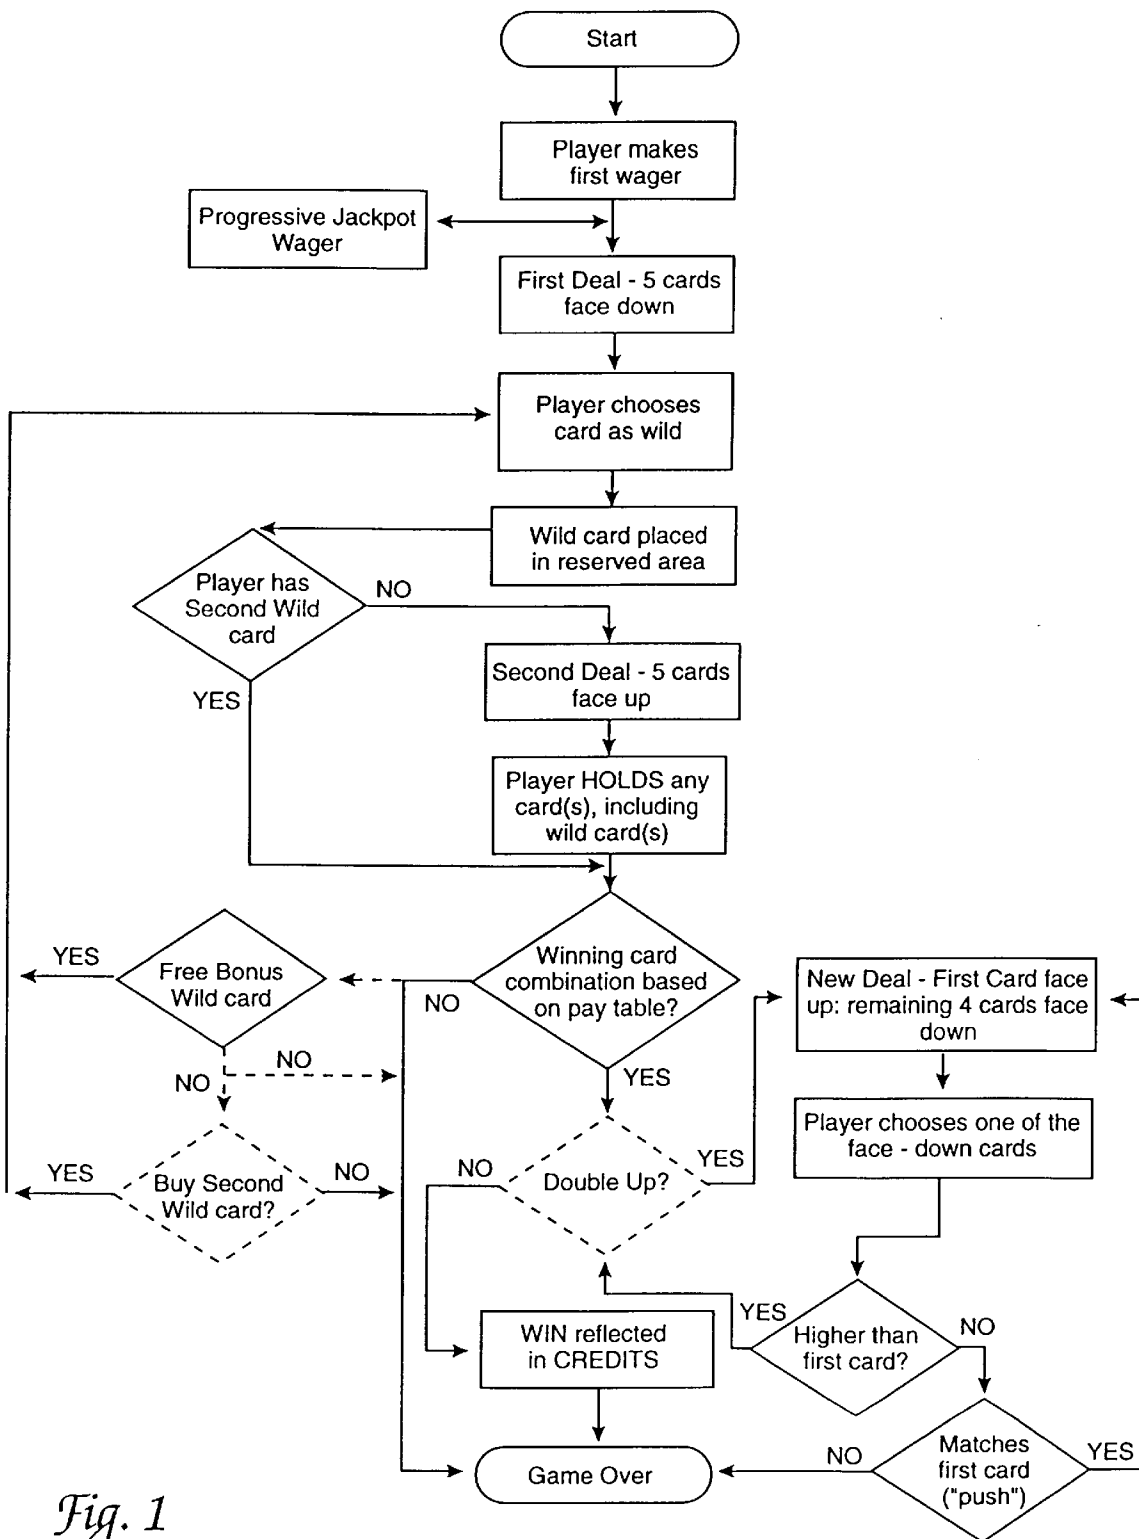 Start
Player makes
first wager
Progressive Jackpot
Wager
First Deal - 5 cards
face down
Player chooses
card as wild
Wild card placed
in reserved area
Player has
Second Wild
card
NO
YES
Second Deal - 5 cards
face up
Player HOLDS any
card(s), including
wild card(s)
Winning card
combination based
on pay table?
NO
YES
Free Bonus
Wild card
YES
NO
NO
Buy Second
Wild card?
YES
NO
Double Up?
NO
YES
New Deal - First Card face
up: remaining 4 cards face
down
Player chooses one of the
face - down cards
Higher than
first card?
YES
NO
WIN reflected
in CREDITS
Matches
first card
("push")
NO
YES
Game Over
Fig. 1